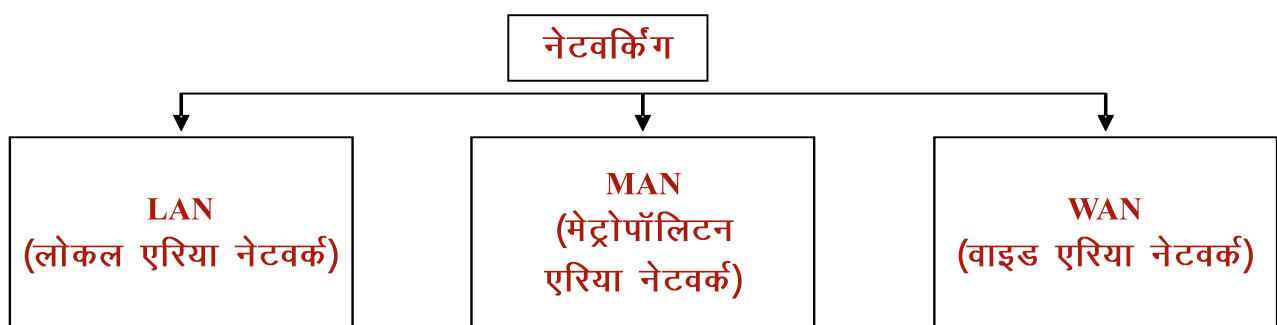 नेटवर्किंग
LAN
(लोकल एरिया नेटवर्क)
MAN
(मेट्रोपॉलिटन
एरिया नेटवर्क)
WAN
(वाइड एरिया नेटवर्क)